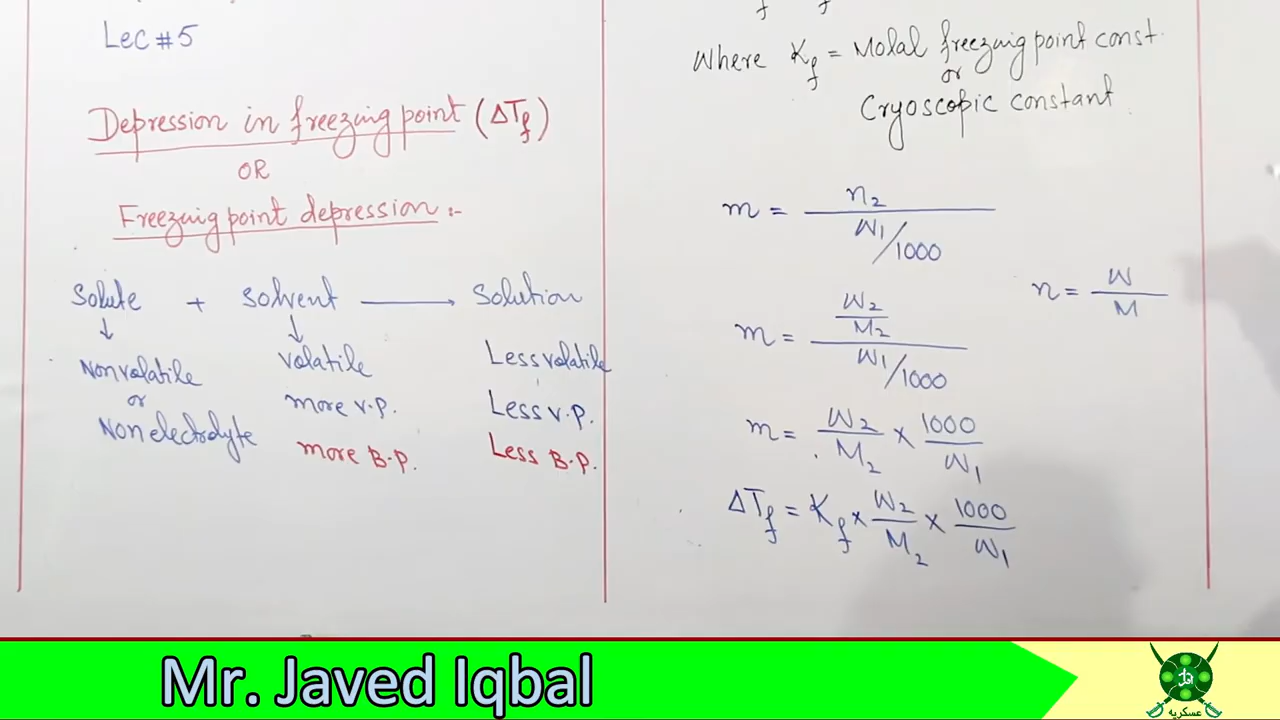 Lec # 5
Depression in freezing point (ΔTf)
OR
Freezing point depression :-
Solute + Solvent ⟶ Solution
↓ ↓
Nonvolatile
or
Nonelectrolyte
Volatile
more v.p.
more B.p.
Less volatile
Less v.p.
Less B.p.
f f
Where Kf = Molal freezing point const.
or
Cryoscopic constant
m = n2 / (W1/1000)
n = W/M
m = (W2/M2) / (W1/1000)
m = W2/M2 × 1000/W1
ΔTf = Kf × W2/M2 × 1000/W1
Mr. Javed Iqbal
عسکریہ